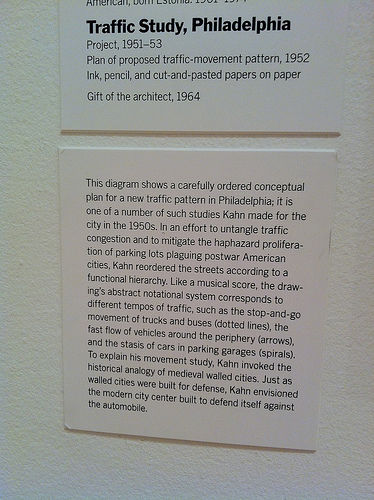 American, born Estonia. 1901–1974
Traffic Study, Philadelphia
Project, 1951–53
Plan of proposed traffic-movement pattern, 1952
Ink, pencil, and cut-and-pasted papers on paper
Gift of the architect, 1964
This diagram shows a carefully ordered conceptual
plan for a new traffic pattern in Philadelphia; it is
one of a number of such studies Kahn made for the
city in the 1950s. In an effort to untangle traffic
congestion and to mitigate the haphazard prolifera-
tion of parking lots plaguing postwar American
cities, Kahn reordered the streets according to a
functional hierarchy. Like a musical score, the draw-
ing's abstract notational system corresponds to
different tempos of traffic, such as the stop-and-go
movement of trucks and buses (dotted lines), the
fast flow of vehicles around the periphery (arrows),
and the stasis of cars in parking garages (spirals).
To explain his movement study, Kahn invoked the
historical analogy of medieval walled cities. Just as
walled cities were built for defense, Kahn envisioned
the modern city center built to defend itself against
the automobile.